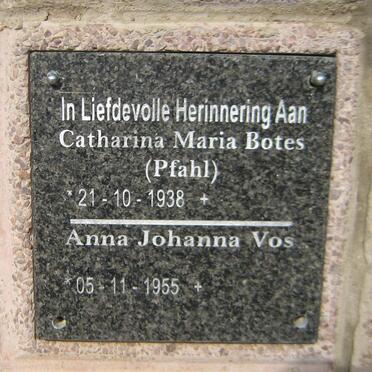 In Liefdevolle Herinnering Aan
Catharina Maria Botes
(Pfahl)
* 21 - 10 - 1938 +
Anna Johanna Vos
* 05 - 11 - 1955 +